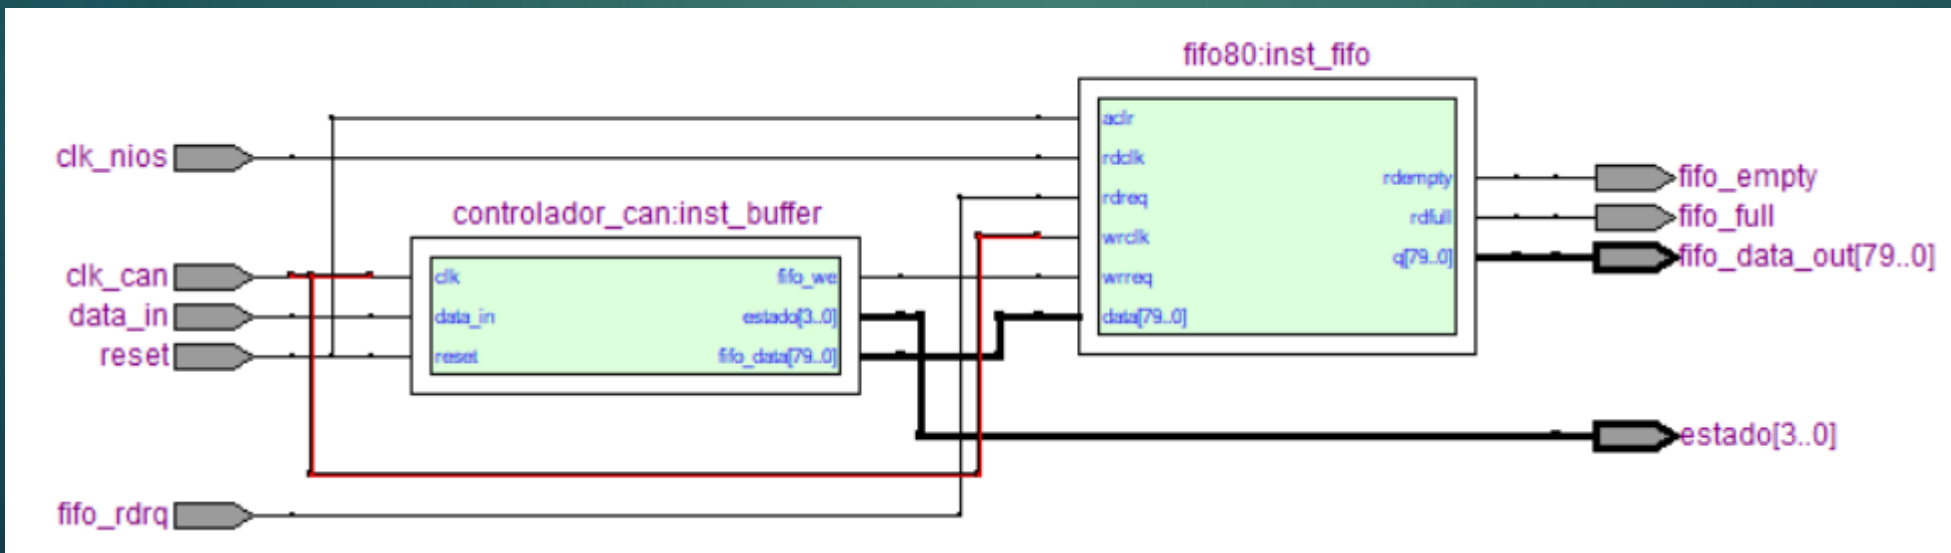 fifo80:inst_fifo
aclr
clk_nios
rdclk
rdempty
fifo_empty
rdreq
controlador_can:inst_buffer
rdfull
fifo_full
wrclk
q[79..0]
fifo_data_out[79..0]
clk_can
clk
fifo_we
wrreq
data_in
data_in
estado[3..0]
data[79..0]
reset
reset
fifo_data[79..0]
estado[3..0]
fifo_rdrq